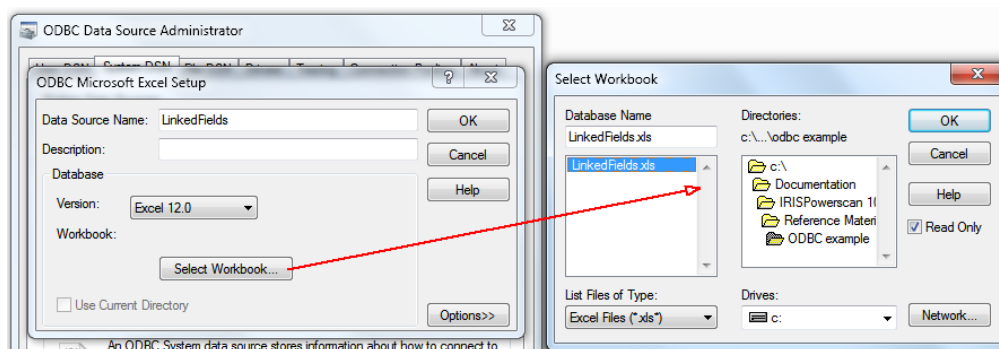 ODBC Data Source Administrator
System DSN
ODBC Microsoft Excel Setup
Data Source Name: LinkedFields
OK
Description:
Cancel
Database
Help
Version: Excel 12.0
Workbook:
Select Workbook...
Use Current Directory
Options>>
An ODBC System data source stores information about how to connect to
Select Workbook
Database Name
LinkedFields.xls
LinkedFields.xls
List Files of Type:
Excel Files (*.xls*)
Directories:
c:\...\odbc example
c:\
Documentation
IRISPowerscan 10
Reference Materi
ODBC example
Drives:
c:
OK
Cancel
Help
Read Only
Network...